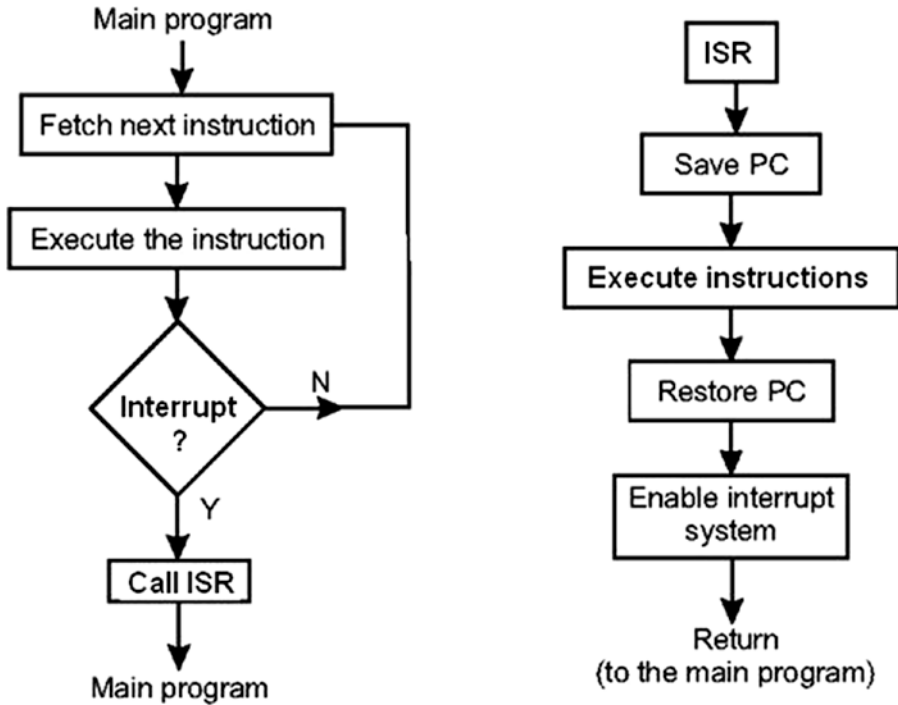 Main program
Fetch next instruction
Execute the instruction
Interrupt
?
N
Y
Call ISR
Main program
ISR
Save PC
Execute instructions
Restore PC
Enable interrupt
system
Return
(to the main program)